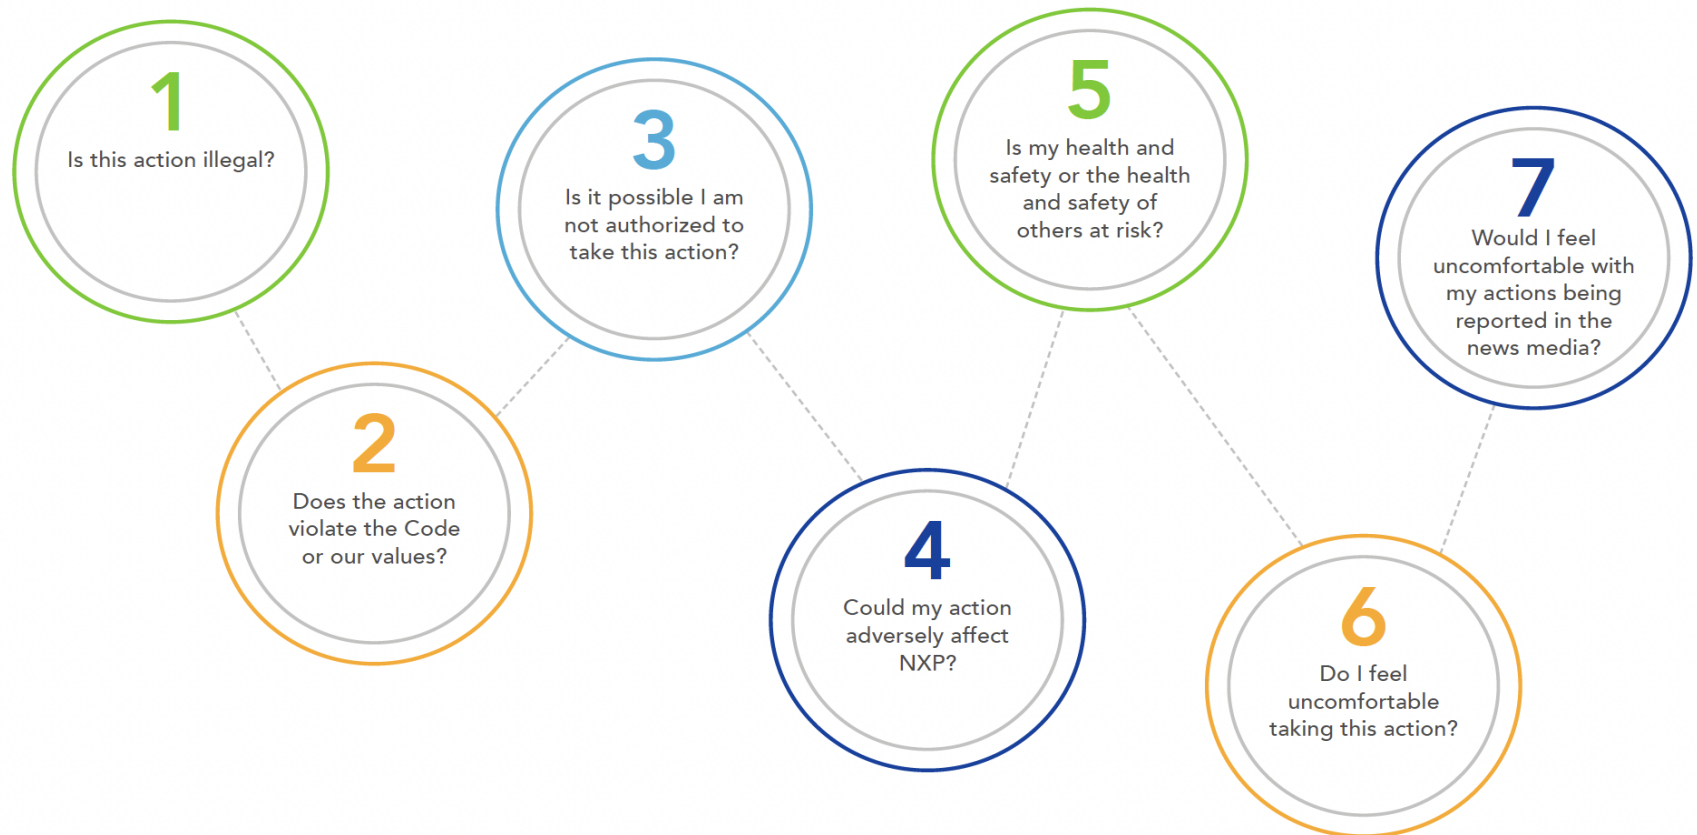 1
Is this action illegal?
2
Does the action
violate the Code
or our values?
3
Is it possible I am
not authorized to
take this action?
4
Could my action
adversely affect
NXP?
5
Is my health and
safety or the health
and safety of
others at risk?
6
Do I feel
uncomfortable
taking this action?
7
Would I feel
uncomfortable with
my actions being
reported in the
news media?